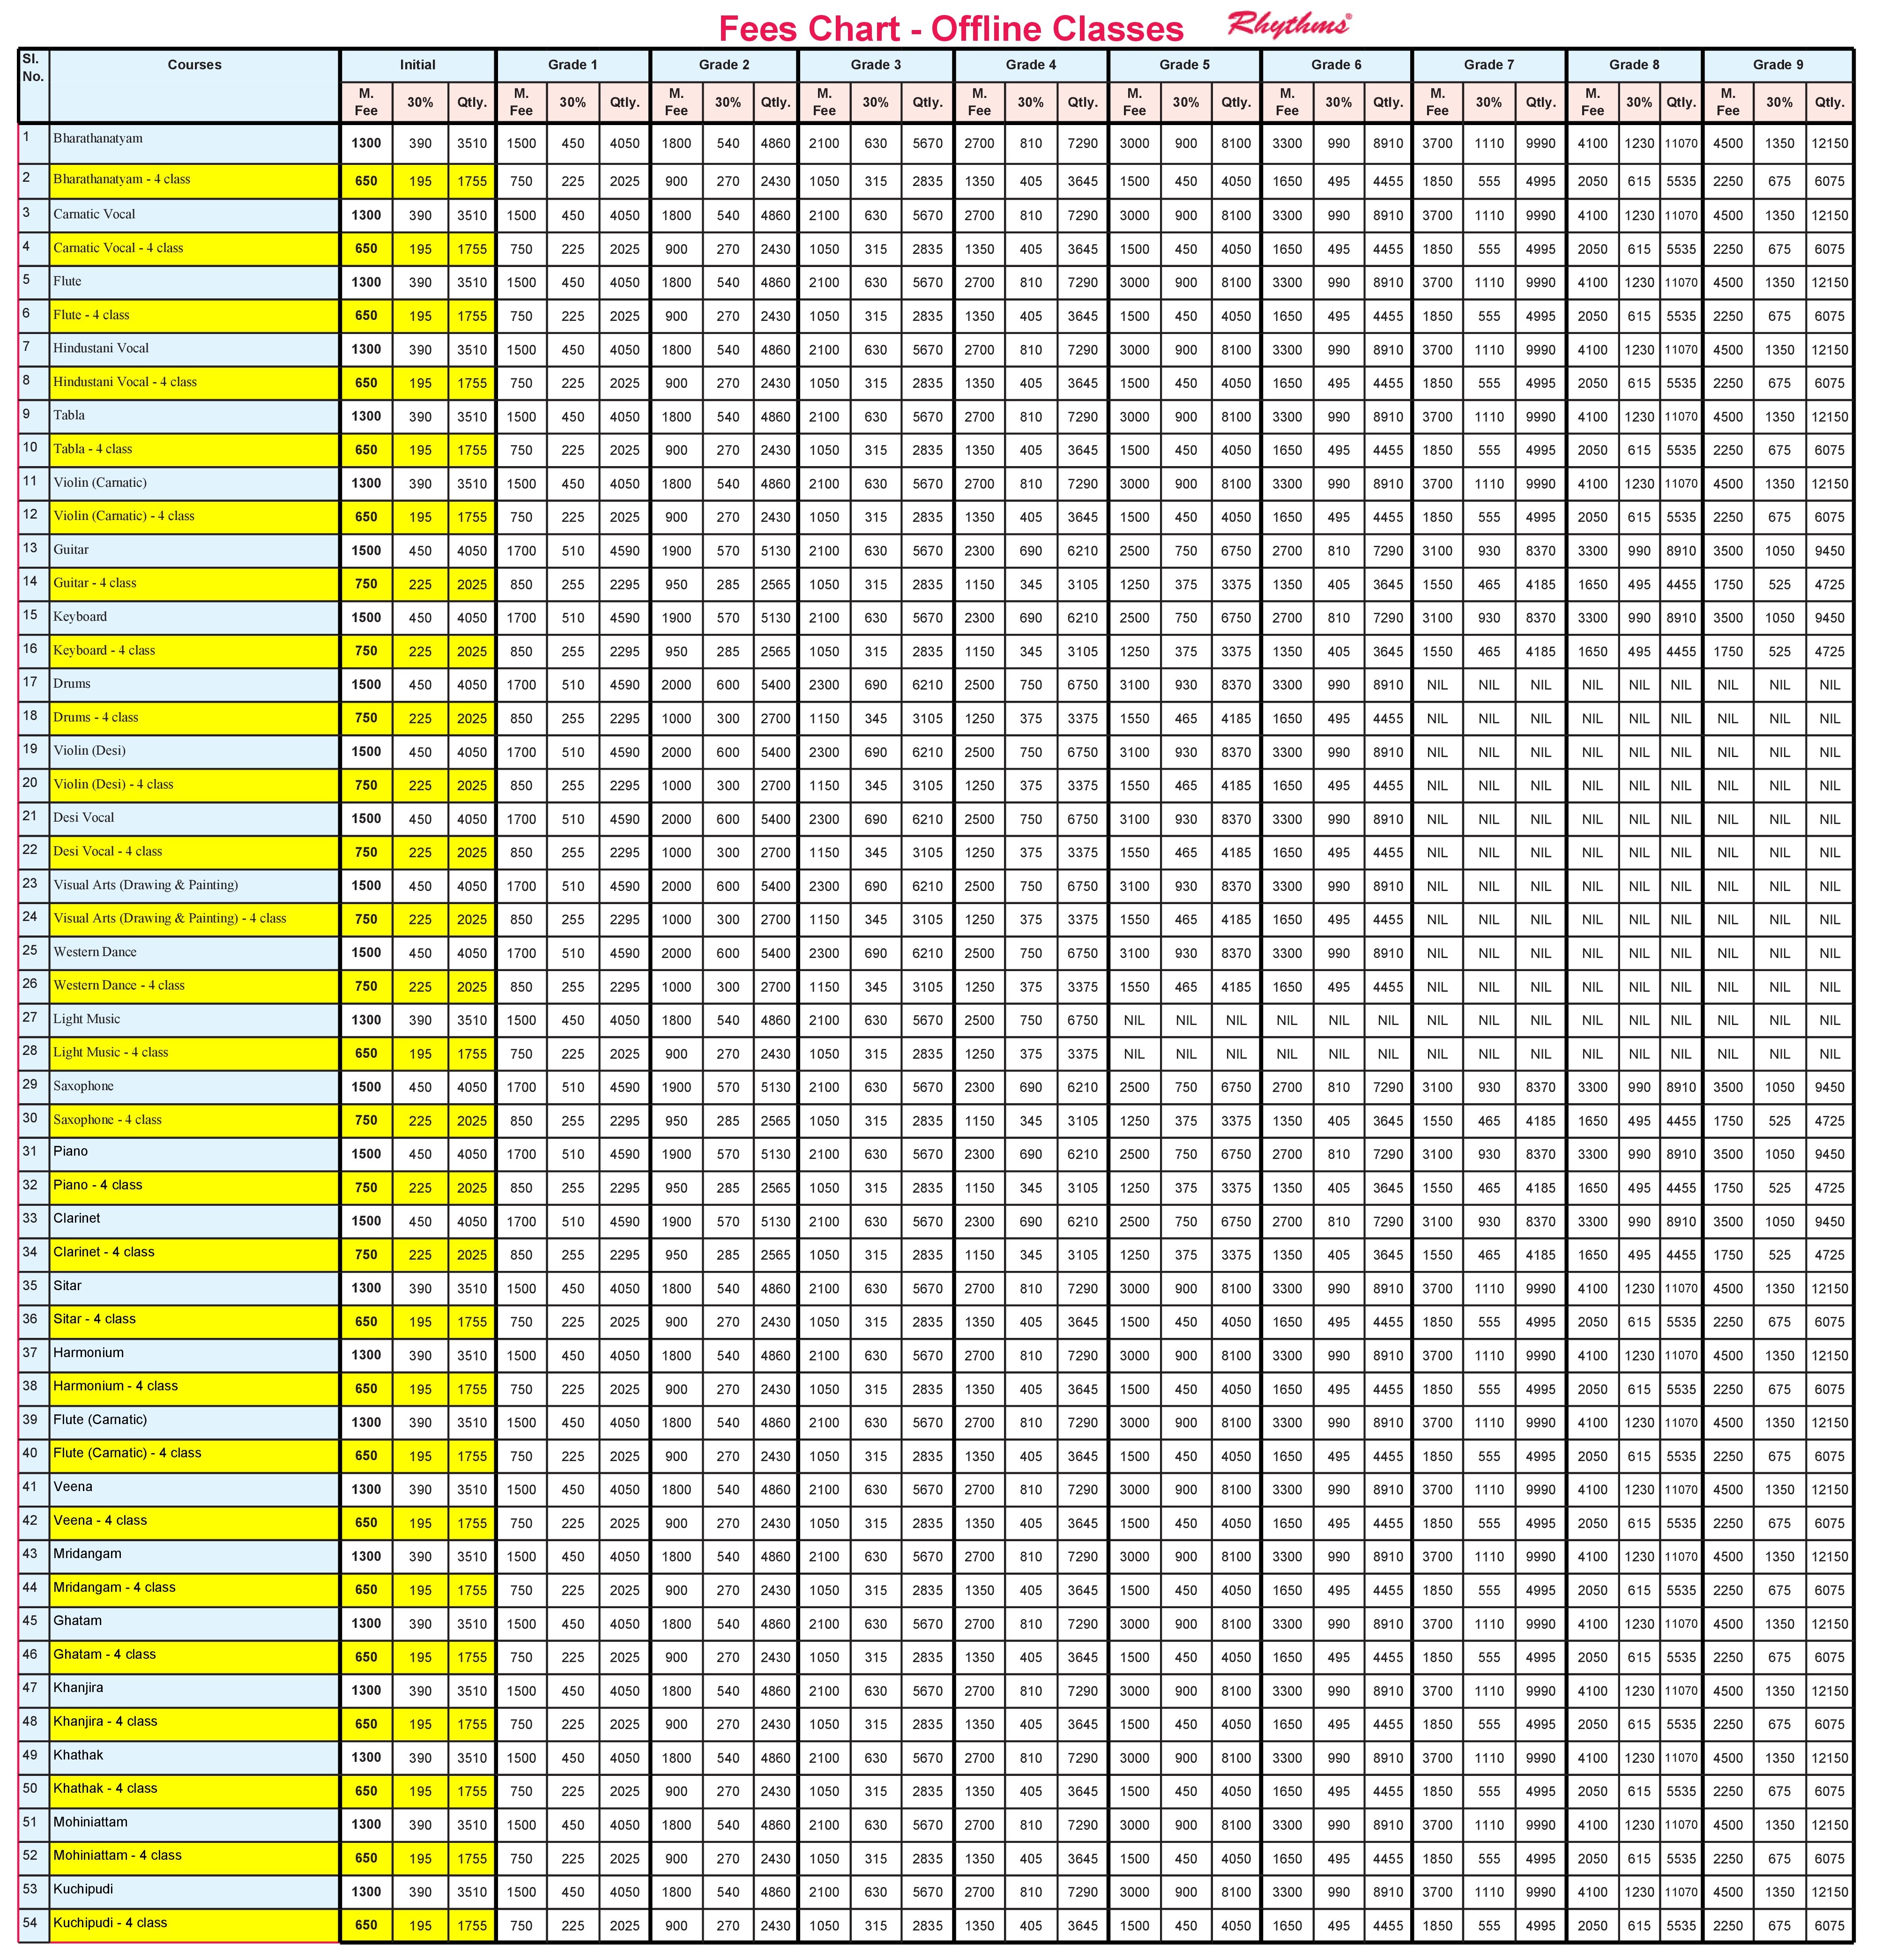 Fees Chart - Offline Classes Rhythms®
Sl. No. Courses Initial Grade 1 Grade 2 Grade 3 Grade 4 Grade 5 Grade 6 Grade 7 Grade 8 Grade 9
M. Fee 30% Qtly. M. Fee 30% Qtly. M. Fee 30% Qtly. M. Fee 30% Qtly. M. Fee 30% Qtly. M. Fee 30% Qtly. M. Fee 30% Qtly. M. Fee 30% Qtly. M. Fee 30% Qtly. M. Fee 30% Qtly.
1 Bharathanatyam 1300 390 3510 1500 450 4050 1800 540 4860 2100 630 5670 2700 810 7290 3000 900 8100 3300 990 8910 3700 1110 9990 4100 1230 11070 4500 1350 12150
2 Bharathanatyam - 4 class 650 195 1755 750 225 2025 900 270 2430 1050 315 2835 1350 405 3645 1500 450 4050 1650 495 4455 1850 555 4995 2050 615 5535 2250 675 6075
3 Carnatic Vocal 1300 390 3510 1500 450 4050 1800 540 4860 2100 630 5670 2700 810 7290 3000 900 8100 3300 990 8910 3700 1110 9990 4100 1230 11070 4500 1350 12150
4 Carnatic Vocal - 4 class 650 195 1755 750 225 2025 900 270 2430 1050 315 2835 1350 405 3645 1500 450 4050 1650 495 4455 1850 555 4995 2050 615 5535 2250 675 6075
5 Flute 1300 390 3510 1500 450 4050 1800 540 4860 2100 630 5670 2700 810 7290 3000 900 8100 3300 990 8910 3700 1110 9990 4100 1230 11070 4500 1350 12150
6 Flute - 4 class 650 195 1755 750 225 2025 900 270 2430 1050 315 2835 1350 405 3645 1500 450 4050 1650 495 4455 1850 555 4995 2050 615 5535 2250 675 6075
7 Hindustani Vocal 1300 390 3510 1500 450 4050 1800 540 4860 2100 630 5670 2700 810 7290 3000 900 8100 3300 990 8910 3700 1110 9990 4100 1230 11070 4500 1350 12150
8 Hindustani Vocal - 4 class 650 195 1755 750 225 2025 900 270 2430 1050 315 2835 1350 405 3645 1500 450 4050 1650 495 4455 1850 555 4995 2050 615 5535 2250 675 6075
9 Tabla 1300 390 3510 1500 450 4050 1800 540 4860 2100 630 5670 2700 810 7290 3000 900 8100 3300 990 8910 3700 1110 9990 4100 1230 11070 4500 1350 12150
10 Tabla - 4 class 650 195 1755 750 225 2025 900 270 2430 1050 315 2835 1350 405 3645 1500 450 4050 1650 495 4455 1850 555 4995 2050 615 5535 2250 675 6075
11 Violin (Carnatic) 1300 390 3510 1500 450 4050 1800 540 4860 2100 630 5670 2700 810 7290 3000 900 8100 3300 990 8910 3700 1110 9990 4100 1230 11070 4500 1350 12150
12 Violin (Carnatic) - 4 class 650 195 1755 750 225 2025 900 270 2430 1050 315 2835 1350 405 3645 1500 450 4050 1650 495 4455 1850 555 4995 2050 615 5535 2250 675 6075
13 Guitar 1500 450 4050 1700 510 4590 1900 570 5130 2100 630 5670 2300 690 6210 2500 750 6750 2700 810 7290 3100 930 8370 3300 990 8910 3500 1050 9450
14 Guitar - 4 class 750 225 2025 850 255 2295 950 285 2565 1050 315 2835 1150 345 3105 1250 375 3375 1350 405 3645 1550 465 4185 1650 495 4455 1750 525 4725
15 Keyboard 1500 450 4050 1700 510 4590 1900 570 5130 2100 630 5670 2300 690 6210 2500 750 6750 2700 810 7290 3100 930 8370 3300 990 8910 3500 1050 9450
16 Keyboard - 4 class 750 225 2025 850 255 2295 950 285 2565 1050 315 2835 1150 345 3105 1250 375 3375 1350 405 3645 1550 465 4185 1650 495 4455 1750 525 4725
17 Drums 1500 450 4050 1700 510 4590 2000 600 5400 2300 690 6210 2500 750 6750 3100 930 8370 3300 990 8910 NIL NIL NIL NIL NIL NIL NIL NIL NIL
18 Drums - 4 class 750 225 2025 850 255 2295 1000 300 2700 1150 345 3105 1250 375 3375 1550 465 4185 1650 495 4455 NIL NIL NIL NIL NIL NIL NIL NIL NIL
19 Violin (Desi) 1500 450 4050 1700 510 4590 2000 600 5400 2300 690 6210 2500 750 6750 3100 930 8370 3300 990 8910 NIL NIL NIL NIL NIL NIL NIL NIL NIL
20 Violin (Desi) - 4 class 750 225 2025 850 255 2295 1000 300 2700 1150 345 3105 1250 375 3375 1550 465 4185 1650 495 4455 NIL NIL NIL NIL NIL NIL NIL NIL NIL
21 Desi Vocal 1500 450 4050 1700 510 4590 2000 600 5400 2300 690 6210 2500 750 6750 3100 930 8370 3300 990 8910 NIL NIL NIL NIL NIL NIL NIL NIL NIL
22 Desi Vocal - 4 class 750 225 2025 850 255 2295 1000 300 2700 1150 345 3105 1250 375 3375 1550 465 4185 1650 495 4455 NIL NIL NIL NIL NIL NIL NIL NIL NIL
23 Visual Arts (Drawing & Painting) 1500 450 4050 1700 510 4590 2000 600 5400 2300 690 6210 2500 750 6750 3100 930 8370 3300 990 8910 NIL NIL NIL NIL NIL NIL NIL NIL NIL
24 Visual Arts (Drawing & Painting) - 4 class 750 225 2025 850 255 2295 1000 300 2700 1150 345 3105 1250 375 3375 1550 465 4185 1650 495 4455 NIL NIL NIL NIL NIL NIL NIL NIL NIL
25 Western Dance 1500 450 4050 1700 510 4590 2000 600 5400 2300 690 6210 2500 750 6750 3100 930 8370 3300 990 8910 NIL NIL NIL NIL NIL NIL NIL NIL NIL
26 Western Dance - 4 class 750 225 2025 850 255 2295 1000 300 2700 1150 345 3105 1250 375 3375 1550 465 4185 1650 495 4455 NIL NIL NIL NIL NIL NIL NIL NIL NIL
27 Light Music 1300 390 3510 1500 450 4050 1800 540 4860 2100 630 5670 2500 750 6750 NIL NIL NIL NIL NIL NIL NIL NIL NIL NIL NIL NIL NIL NIL NIL
28 Light Music - 4 class 650 195 1755 750 225 2025 900 270 2430 1050 315 2835 1250 375 3375 NIL NIL NIL NIL NIL NIL NIL NIL NIL NIL NIL NIL NIL NIL NIL
29 Saxophone 1500 450 4050 1700 510 4590 1900 570 5130 2100 630 5670 2300 690 6210 2500 750 6750 2700 810 7290 3100 930 8370 3300 990 8910 3500 1050 9450
30 Saxophone - 4 class 750 225 2025 850 255 2295 950 285 2565 1050 315 2835 1150 345 3105 1250 375 3375 1350 405 3645 1550 465 4185 1650 495 4455 1750 525 4725
31 Piano 1500 450 4050 1700 510 4590 1900 570 5130 2100 630 5670 2300 690 6210 2500 750 6750 2700 810 7290 3100 930 8370 3300 990 8910 3500 1050 9450
32 Piano - 4 class 750 225 2025 850 255 2295 950 285 2565 1050 315 2835 1150 345 3105 1250 375 3375 1350 405 3645 1550 465 4185 1650 495 4455 1750 525 4725
33 Clarinet 1500 450 4050 1700 510 4590 1900 570 5130 2100 630 5670 2300 690 6210 2500 750 6750 2700 810 7290 3100 930 8370 3300 990 8910 3500 1050 9450
34 Clarinet - 4 class 750 225 2025 850 255 2295 950 285 2565 1050 315 2835 1150 345 3105 1250 375 3375 1350 405 3645 1550 465 4185 1650 495 4455 1750 525 4725
35 Sitar 1300 390 3510 1500 450 4050 1800 540 4860 2100 630 5670 2700 810 7290 3000 900 8100 3300 990 8910 3700 1110 9990 4100 1230 11070 4500 1350 12150
36 Sitar - 4 class 650 195 1755 750 225 2025 900 270 2430 1050 315 2835 1350 405 3645 1500 450 4050 1650 495 4455 1850 555 4995 2050 615 5535 2250 675 6075
37 Harmonium 1300 390 3510 1500 450 4050 1800 540 4860 2100 630 5670 2700 810 7290 3000 900 8100 3300 990 8910 3700 1110 9990 4100 1230 11070 4500 1350 12150
38 Harmonium - 4 class 650 195 1755 750 225 2025 900 270 2430 1050 315 2835 1350 405 3645 1500 450 4050 1650 495 4455 1850 555 4995 2050 615 5535 2250 675 6075
39 Flute (Carnatic) 1300 390 3510 1500 450 4050 1800 540 4860 2100 630 5670 2700 810 7290 3000 900 8100 3300 990 8910 3700 1110 9990 4100 1230 11070 4500 1350 12150
40 Flute (Carnatic) - 4 class 650 195 1755 750 225 2025 900 270 2430 1050 315 2835 1350 405 3645 1500 450 4050 1650 495 4455 1850 555 4995 2050 615 5535 2250 675 6075
41 Veena 1300 390 3510 1500 450 4050 1800 540 4860 2100 630 5670 2700 810 7290 3000 900 8100 3300 990 8910 3700 1110 9990 4100 1230 11070 4500 1350 12150
42 Veena - 4 class 650 195 1755 750 225 2025 900 270 2430 1050 315 2835 1350 405 3645 1500 450 4050 1650 495 4455 1850 555 4995 2050 615 5535 2250 675 6075
43 Mridangam 1300 390 3510 1500 450 4050 1800 540 4860 2100 630 5670 2700 810 7290 3000 900 8100 3300 990 8910 3700 1110 9990 4100 1230 11070 4500 1350 12150
44 Mridangam - 4 class 650 195 1755 750 225 2025 900 270 2430 1050 315 2835 1350 405 3645 1500 450 4050 1650 495 4455 1850 555 4995 2050 615 5535 2250 675 6075
45 Ghatam 1300 390 3510 1500 450 4050 1800 540 4860 2100 630 5670 2700 810 7290 3000 900 8100 3300 990 8910 3700 1110 9990 4100 1230 11070 4500 1350 12150
46 Ghatam - 4 class 650 195 1755 750 225 2025 900 270 2430 1050 315 2835 1350 405 3645 1500 450 4050 1650 495 4455 1850 555 4995 2050 615 5535 2250 675 6075
47 Khanjira 1300 390 3510 1500 450 4050 1800 540 4860 2100 630 5670 2700 810 7290 3000 900 8100 3300 990 8910 3700 1110 9990 4100 1230 11070 4500 1350 12150
48 Khanjira - 4 class 650 195 1755 750 225 2025 900 270 2430 1050 315 2835 1350 405 3645 1500 450 4050 1650 495 4455 1850 555 4995 2050 615 5535 2250 675 6075
49 Khathak 1300 390 3510 1500 450 4050 1800 540 4860 2100 630 5670 2700 810 7290 3000 900 8100 3300 990 8910 3700 1110 9990 4100 1230 11070 4500 1350 12150
50 Khathak - 4 class 650 195 1755 750 225 2025 900 270 2430 1050 315 2835 1350 405 3645 1500 450 4050 1650 495 4455 1850 555 4995 2050 615 5535 2250 675 6075
51 Mohiniattam 1300 390 3510 1500 450 4050 1800 540 4860 2100 630 5670 2700 810 7290 3000 900 8100 3300 990 8910 3700 1110 9990 4100 1230 11070 4500 1350 12150
52 Mohiniattam - 4 class 650 195 1755 750 225 2025 900 270 2430 1050 315 2835 1350 405 3645 1500 450 4050 1650 495 4455 1850 555 4995 2050 615 5535 2250 675 6075
53 Kuchipudi 1300 390 3510 1500 450 4050 1800 540 4860 2100 630 5670 2700 810 7290 3000 900 8100 3300 990 8910 3700 1110 9990 4100 1230 11070 4500 1350 12150
54 Kuchipudi - 4 class 650 195 1755 750 225 2025 900 270 2430 1050 315 2835 1350 405 3645 1500 450 4050 1650 495 4455 1850 555 4995 2050 615 5535 2250 675 6075